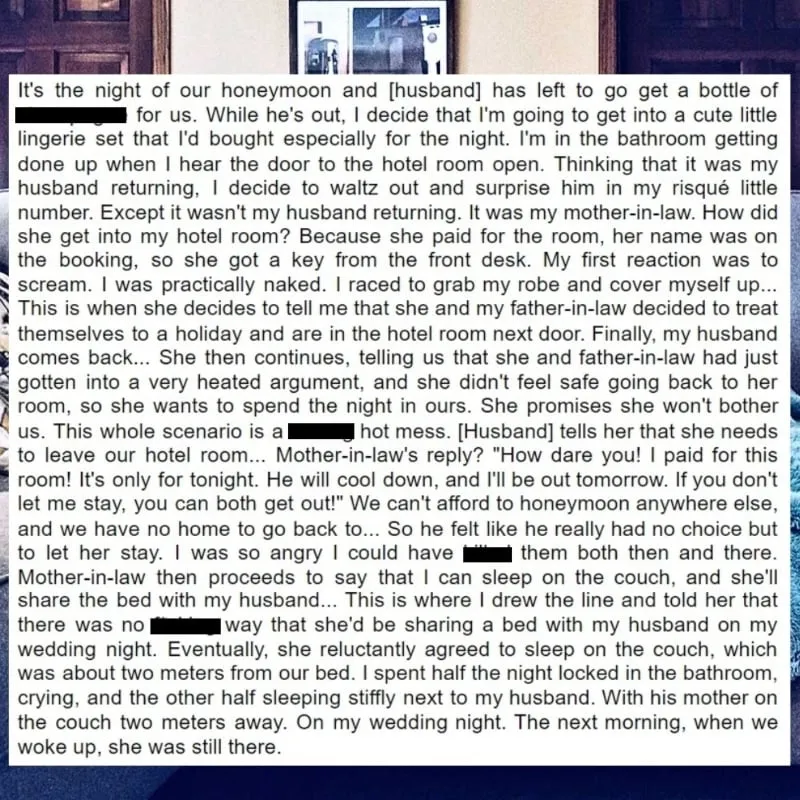 It's the night of our honeymoon and [husband] has left to go get a bottle of
for us. While he's out, I decide that I'm going to get into a cute little
lingerie set that I'd bought especially for the night. I'm in the bathroom getting
done up when I hear the door to the hotel room open. Thinking that it was my
husband returning, I decide to waltz out and surprise him in my risqué little
number. Except it wasn't my husband returning. It was my mother-in-law. How did
she get into my hotel room? Because she paid for the room, her name was on
the booking, so she got a key from the front desk. My first reaction was to
scream. I was practically naked. I raced to grab my robe and cover myself up...
This is when she decides to tell me that she and my father-in-law decided to treat
themselves to a holiday and are in the hotel room next door. Finally, my husband
comes back... She then continues, telling us that she and father-in-law had just
gotten into a very heated argument, and she didn't feel safe going back to her
room, so she wants to spend the night in ours. She promises she won't bother
us. This whole scenario is a hot mess. [Husband] tells her that she needs
to leave our hotel room... Mother-in-law's reply? "How dare you! I paid for this
room! It's only for tonight. He will cool down, and I'll be out tomorrow. If you don't
let me stay, you can both get out!" We can't afford to honeymoon anywhere else,
and we have no home to go back to... So he felt like he really had no choice but
to let her stay. I was so angry I could have them both then and there.
Mother-in-law then proceeds to say that I can sleep on the couch, and she'll
share the bed with my husband... This is where I drew the line and told her that
there was no way that she'd be sharing a bed with my husband on my
wedding night. Eventually, she reluctantly agreed to sleep on the couch, which
was about two meters from our bed. I spent half the night locked in the bathroom,
crying, and the other half sleeping stiffly next to my husband. With his mother on
the couch two meters away. On my wedding night. The next morning, when we
woke up, she was still there.